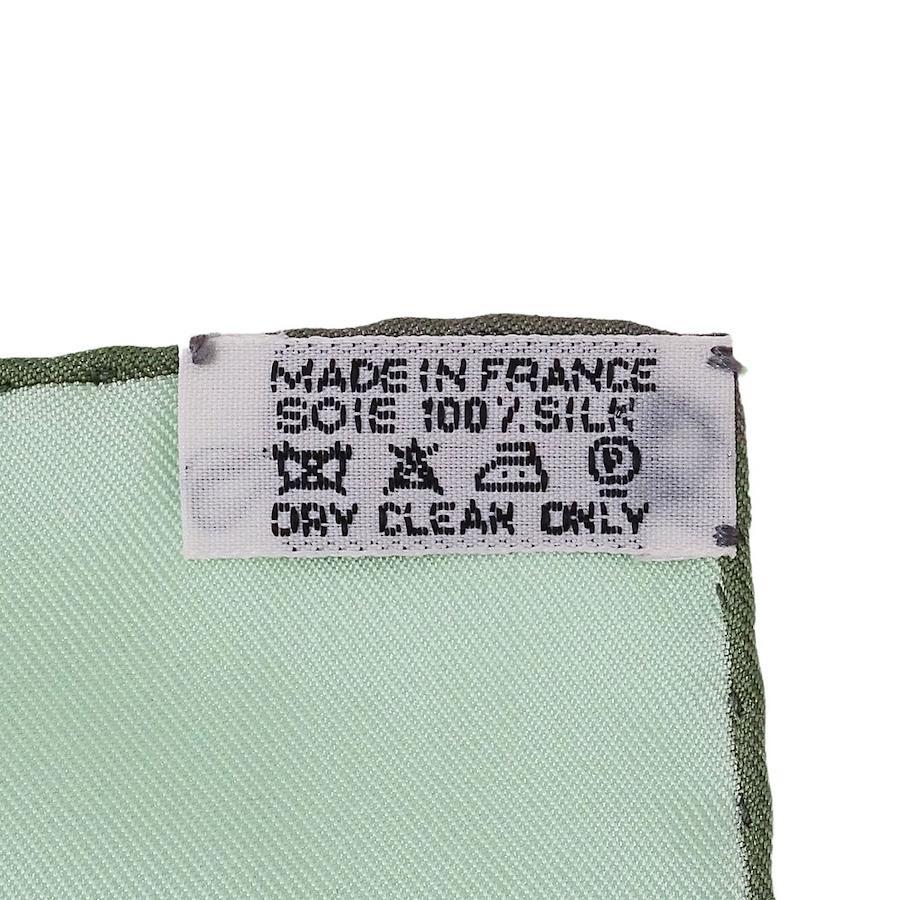 MADE IN FRANCE
SOIE 100% SILK
P
DRY CLEAN ONLY